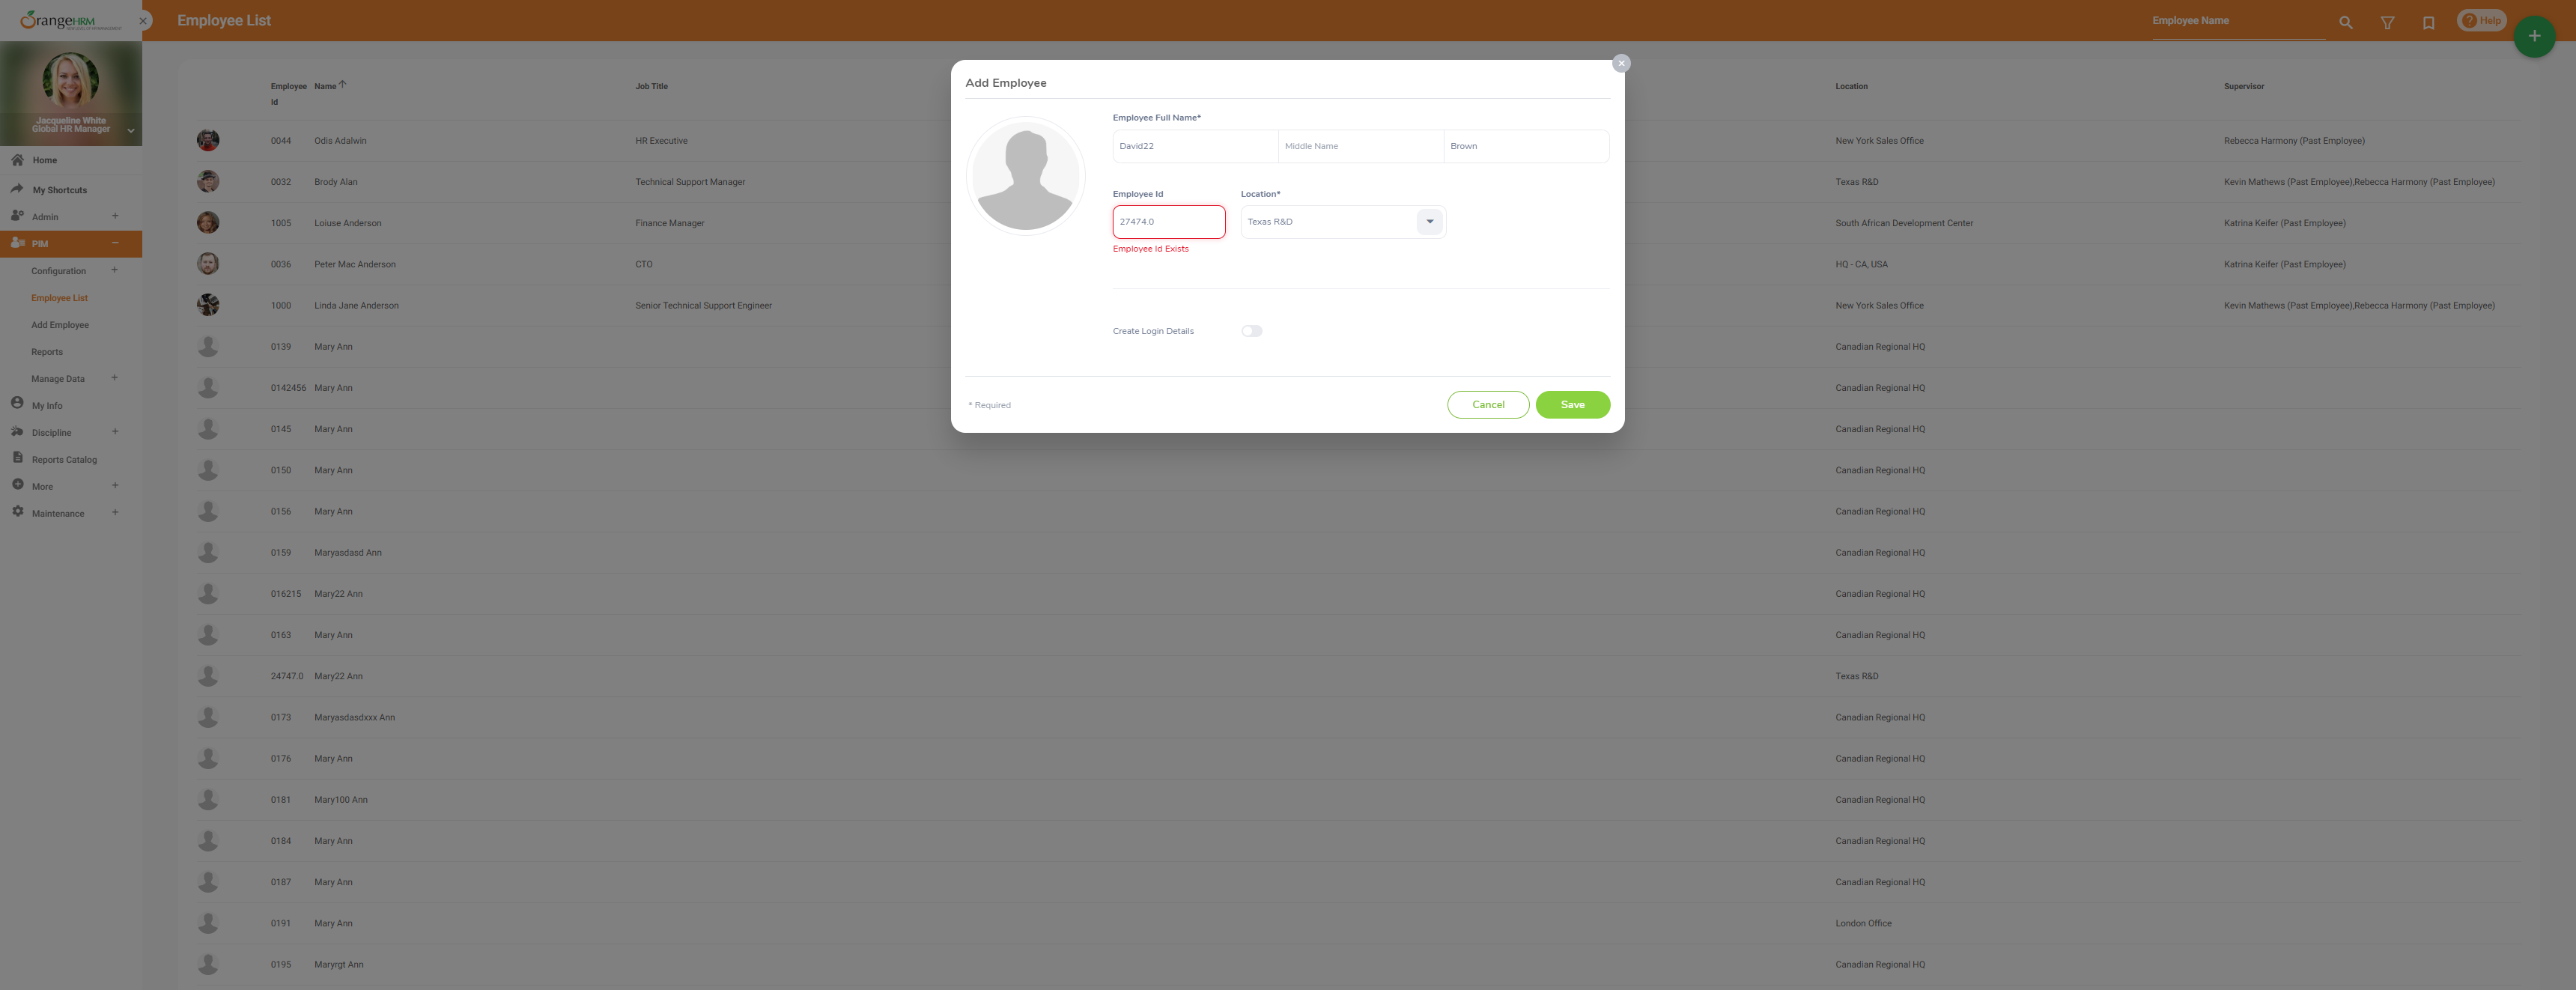 OrangeHRM
Employee List
Employee Name
Help
Jacqueline White
Global HR Manager
Home
My Shortcuts
Admin
PIM
Configuration
Employee List
Add Employee
Reports
Manage Data
My Info
Discipline
Reports Catalog
More
Maintenance
Employee Id Name Job Title Location Supervisor
0044 Odis Adalwin HR Executive New York Sales Office Rebecca Harmony (Past Employee)
0032 Brody Alan Technical Support Manager Texas R&D Kevin Mathews (Past Employee),Rebecca Harmony (Past Employee)
1005 Loiuse Anderson Finance Manager South African Development Center Katrina Keifer (Past Employee)
0036 Peter Mac Anderson CTO HQ - CA, USA Katrina Keifer (Past Employee)
1000 Linda Jane Anderson Senior Technical Support Engineer New York Sales Office Kevin Mathews (Past Employee),Rebecca Harmony (Past Employee)
0139 Mary Ann Canadian Regional HQ
0142456 Mary Ann Canadian Regional HQ
0145 Mary Ann Canadian Regional HQ
0150 Mary Ann Canadian Regional HQ
0156 Mary Ann Canadian Regional HQ
0159 Maryasdasd Ann Canadian Regional HQ
016215 Mary22 Ann Canadian Regional HQ
0163 Mary Ann Canadian Regional HQ
24747.0 Mary22 Ann Texas R&D
0173 Maryasdasdxxx Ann Canadian Regional HQ
0176 Mary Ann Canadian Regional HQ
0181 Mary100 Ann Canadian Regional HQ
0184 Mary Ann Canadian Regional HQ
0187 Mary Ann Canadian Regional HQ
0191 Mary Ann London Office
0195 Maryrgt Ann Canadian Regional HQ
Add Employee
Employee Full Name*
David22 Middle Name Brown
Employee Id Location*
27474.0 Texas R&D
Employee Id Exists
Create Login Details
* Required Cancel Save